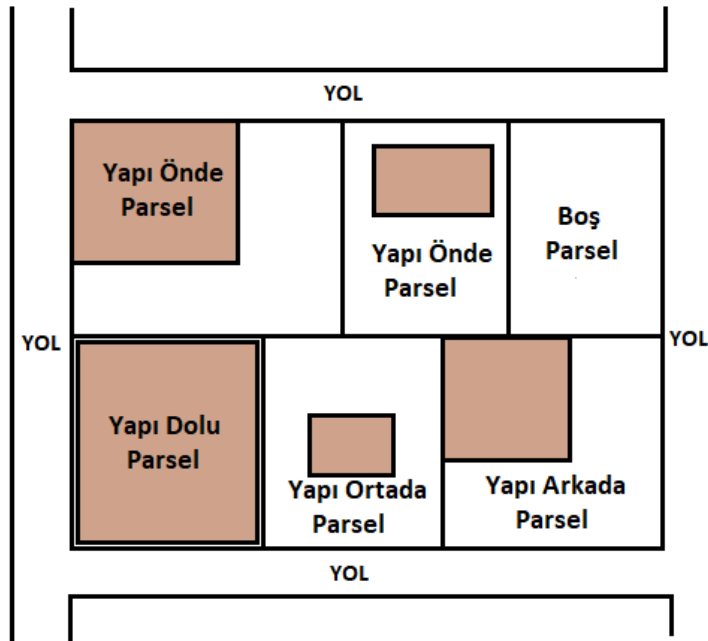 YOL
Yapı Önde
Parsel
Yapı Önde
Parsel
Boş
Parsel
YOL
YOL
Yapı Dolu
Parsel
Yapı Ortada
Parsel
Yapı Arkada
Parsel
YOL